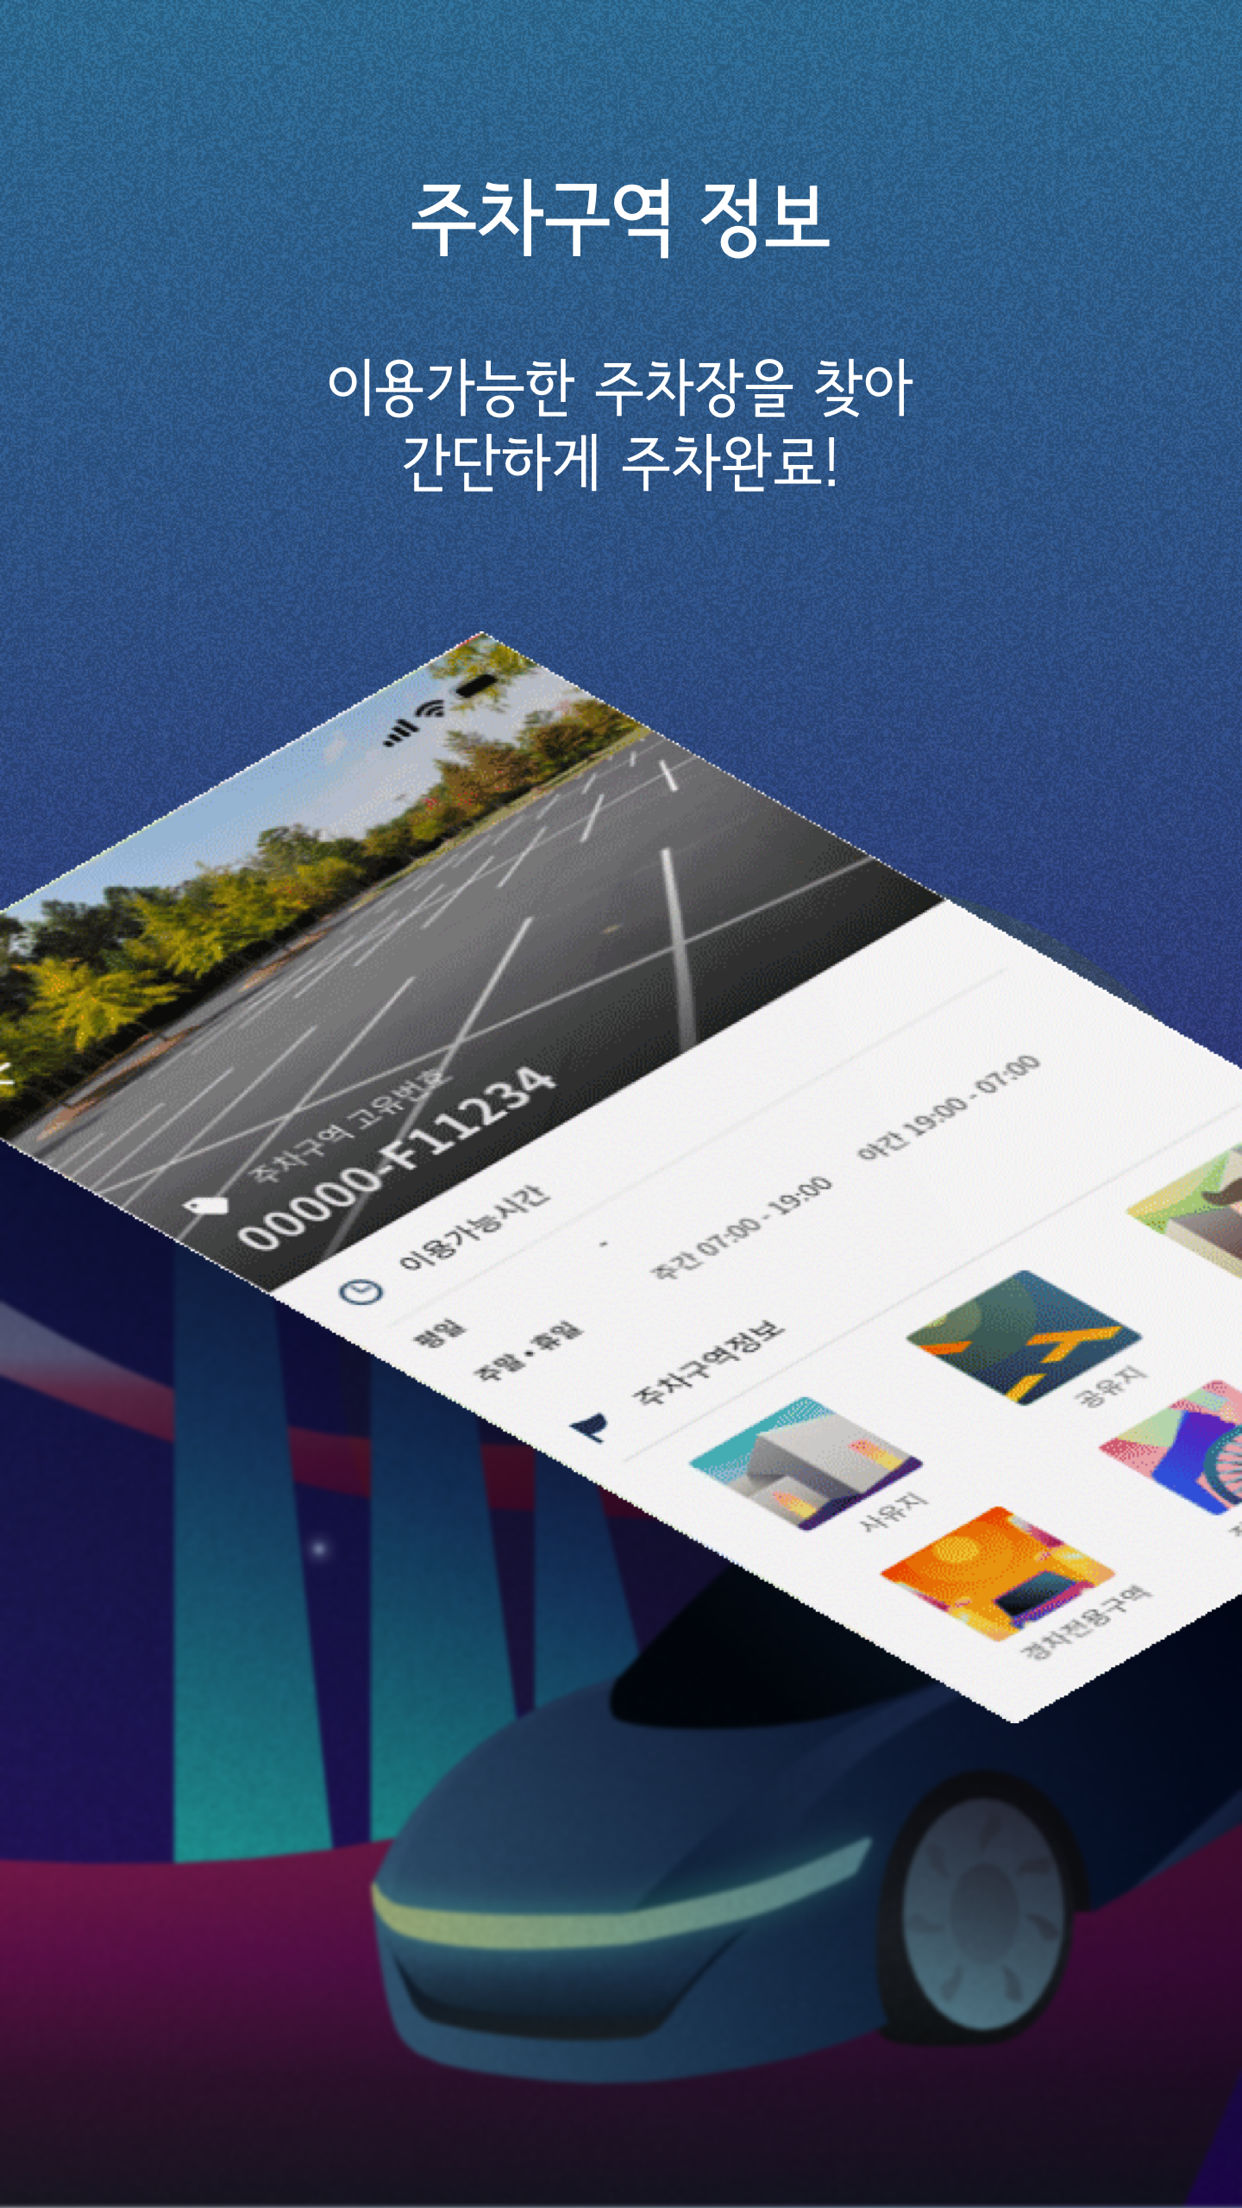 주차구역 정보
이용가능한 주차장을 찾아
간단하게 주차완료!
주차구역 고유번호
00000-F11234
이용가능시간
평일 -
주말•휴일 주간 07:00 - 19:00 야간 19:00 - 07:00
주차구역정보
사유지 공유지
경차전용구역